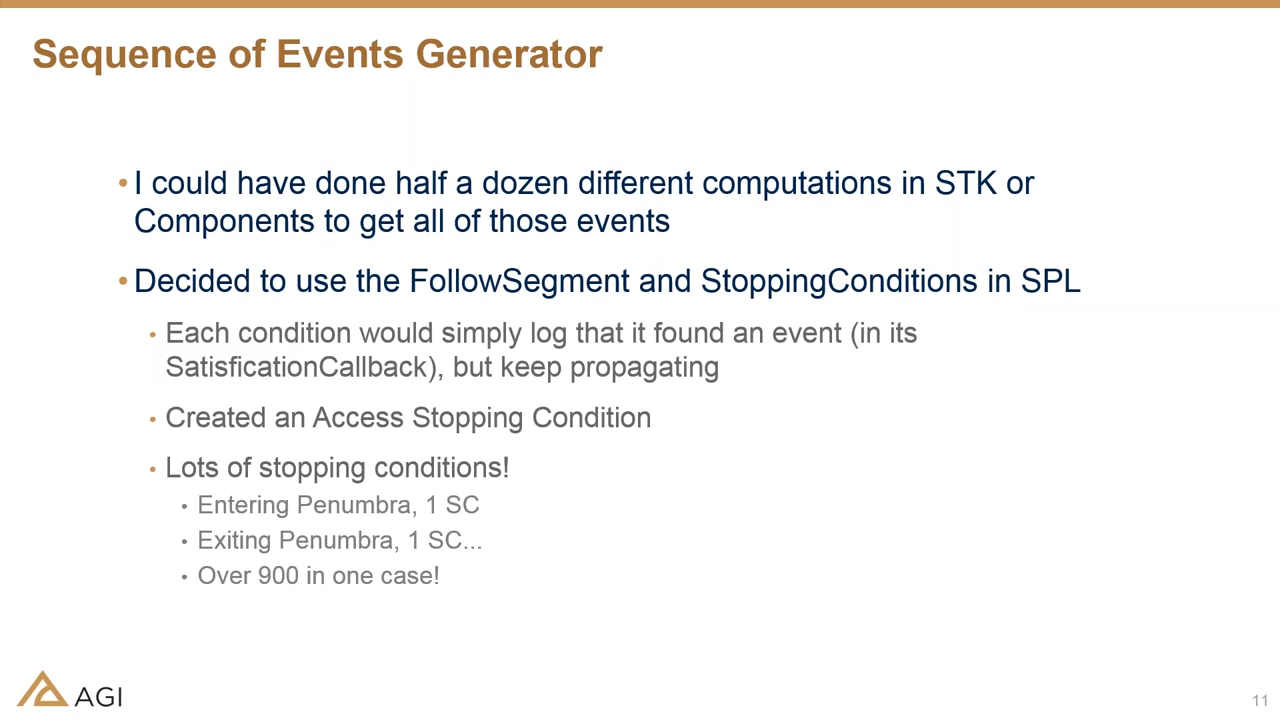 Sequence of Events Generator
• I could have done half a dozen different computations in STK or
Components to get all of those events
• Decided to use the FollowSegment and StoppingConditions in SPL
• Each condition would simply log that it found an event (in its
SatisficationCallback), but keep propagating
• Created an Access Stopping Condition
• Lots of stopping conditions!
• Entering Penumbra, 1 SC
• Exiting Penumbra, 1 SC...
• Over 900 in one case!
AGI
11